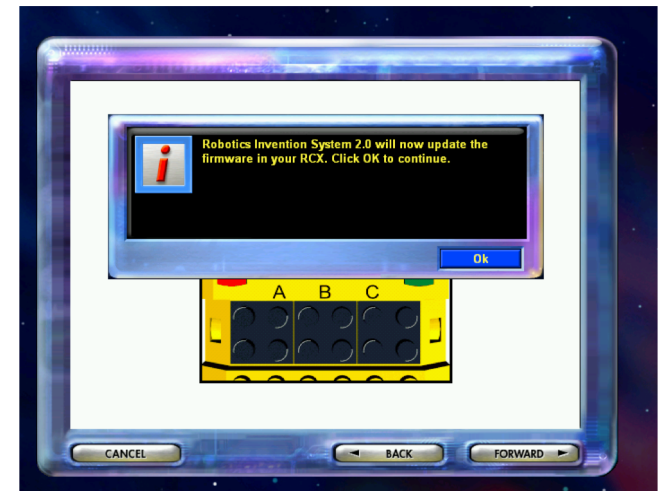 Robotics Invention System 2.0 will now update the
firmware in your RCX. Click OK to continue.
Ok
A B C
CANCEL BACK FORWARD